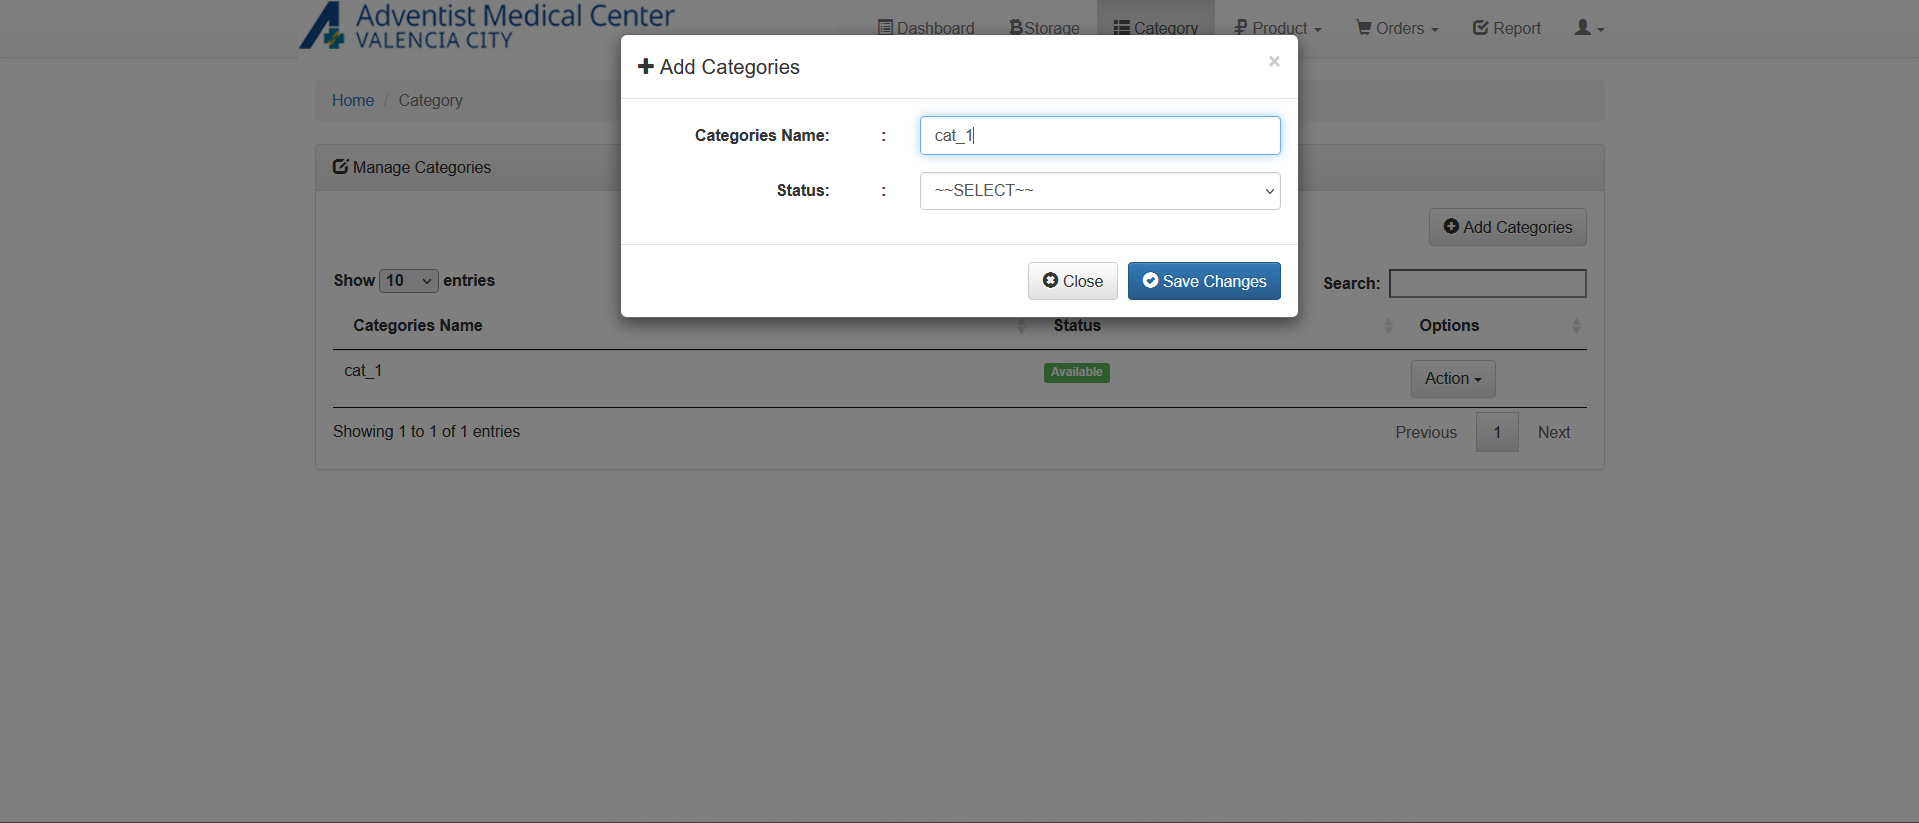 Adventist Medical Center
VALENCIA CITY
Dashboard
Storage
Category
Product
Orders
Report
Add Categories
×
Home / Category
Categories Name: :
cat_1
Manage Categories
Status: :
~~SELECT~~
Add Categories
Close
Save Changes
Show 10 entries
Search:
Categories Name
Status
Options
cat_1
Available
Action
Showing 1 to 1 of 1 entries
Previous
1
Next